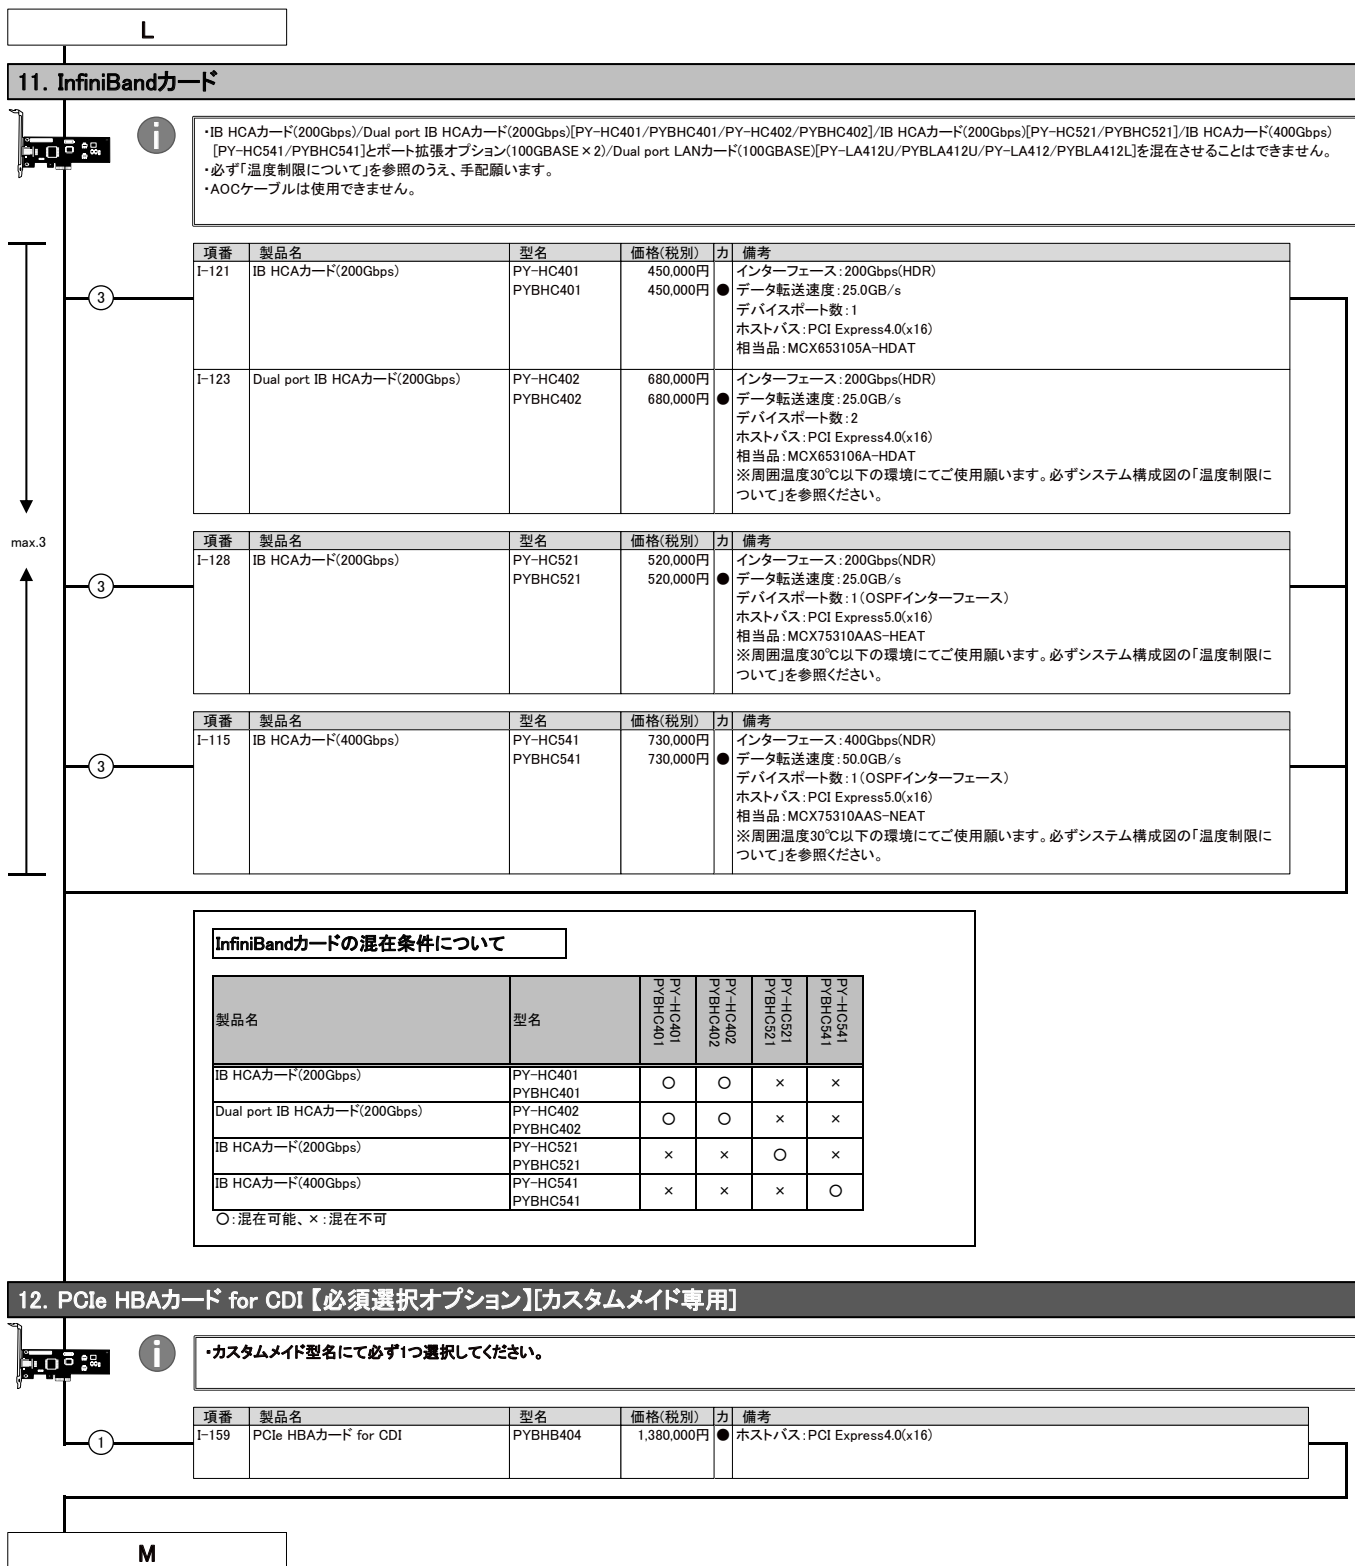 L
11. InfiniBandカード
i
・IB HCAカード(200Gbps)/Dual port IB HCAカード(200Gbps)[PY-HC401/PYBHC401/PY-HC402/PYBHC402]/IB HCAカード(200Gbps)[PY-HC521/PYBHC521]/IB HCAカード(400Gbps)
[PY-HC541/PYBHC541]とポート拡張オプション(100GBASE×2)/Dual port LANカード(100GBASE)[PY-LA412U/PYBLA412U/PY-LA412/PYBLA412L]を混在させることはできません。
・必ず「温度制限について」を参照のうえ、手配願います。
・AOCケーブルは使用できません。
max.3
3
項番 製品名 型名 価格(税別) カ 備考
I-121 IB HCAカード(200Gbps) PY-HC401 450,000円 インターフェース：200Gbps(HDR)
PYBHC401 450,000円 ● データ転送速度：25.0GB/s
デバイスポート数：1
ホストバス：PCI Express4.0(x16)
相当品：MCX653105A-HDAT
I-123 Dual port IB HCAカード(200Gbps) PY-HC402 680,000円 インターフェース：200Gbps(HDR)
PYBHC402 680,000円 ● データ転送速度：25.0GB/s
デバイスポート数：2
ホストバス：PCI Express4.0(x16)
相当品：MCX653106A-HDAT
※周囲温度30℃以下の環境にてご使用願います。必ずシステム構成図の「温度制限に
ついて」を参照ください。
3
項番 製品名 型名 価格(税別) カ 備考
I-128 IB HCAカード(200Gbps) PY-HC521 520,000円 インターフェース：200Gbps(NDR)
PYBHC521 520,000円 ● データ転送速度：25.0GB/s
デバイスポート数：1(OSPFインターフェース)
ホストバス：PCI Express5.0(x16)
相当品：MCX75310AAS-HEAT
※周囲温度30℃以下の環境にてご使用願います。必ずシステム構成図の「温度制限に
ついて」を参照ください。
3
項番 製品名 型名 価格(税別) カ 備考
I-115 IB HCAカード(400Gbps) PY-HC541 730,000円 インターフェース：400Gbps(NDR)
PYBHC541 730,000円 ● データ転送速度：50.0GB/s
デバイスポート数：1(OSPFインターフェース)
ホストバス：PCI Express5.0(x16)
相当品：MCX75310AAS-NEAT
※周囲温度30℃以下の環境にてご使用願います。必ずシステム構成図の「温度制限に
ついて」を参照ください。
InfiniBandカードの混在条件について
製品名 型名 PY-HC401 PYBHC401 PY-HC402 PYBHC402 PY-HC521 PYBHC521 PY-HC541 PYBHC541
IB HCAカード(200Gbps) PY-HC401 ○ ○ × ×
PYBHC401
Dual port IB HCAカード(200Gbps) PY-HC402 ○ ○ × ×
PYBHC402
IB HCAカード(200Gbps) PY-HC521 × × ○ ×
PYBHC521
IB HCAカード(400Gbps) PY-HC541 × × × ○
PYBHC541
○：混在可能、×：混在不可
12. PCIe HBAカード for CDI【必須選択オプション】[カスタムメイド専用]
i
・カスタムメイド型名にて必ず1つ選択してください。
1
項番 製品名 型名 価格(税別) カ 備考
I-159 PCIe HBAカード for CDI PYBHB404 1,380,000円 ● ホストバス：PCI Express4.0(x16)
M